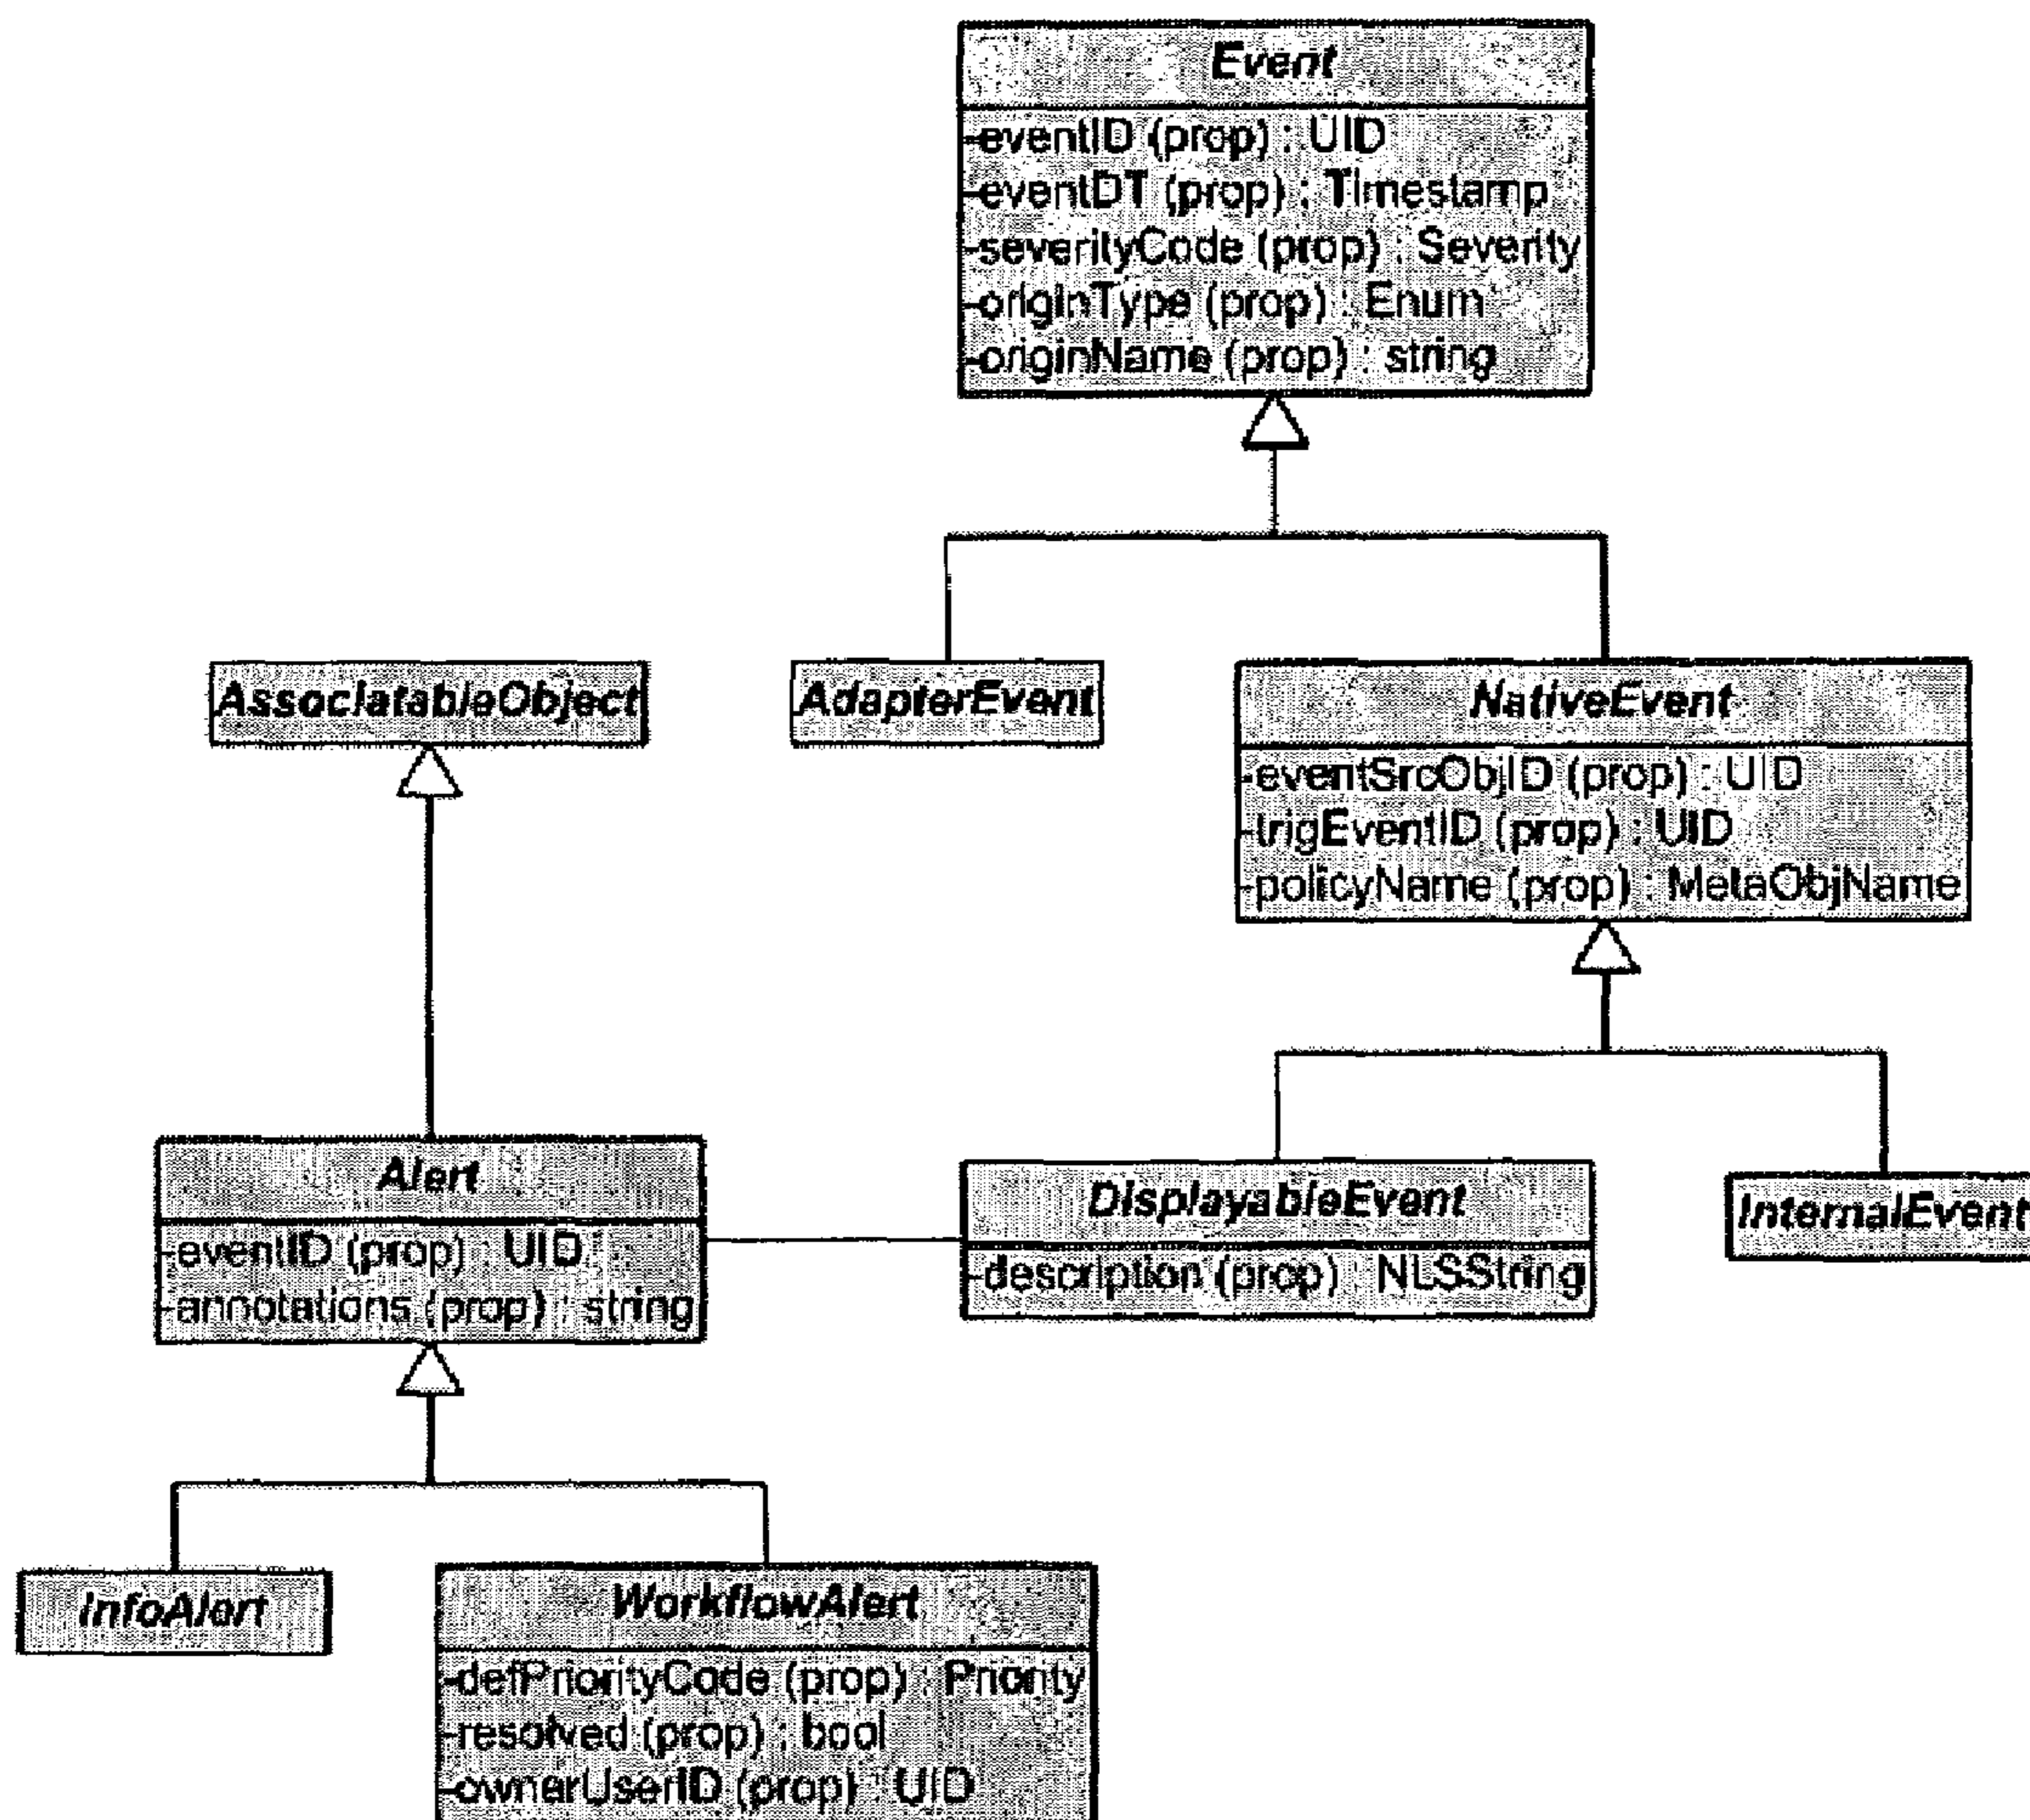 Event
-eventID (prop) : UID
-eventDT (prop) : Timestamp
-severityCode (prop) : Severity
-originType (prop) : Enum
-originName (prop) : string
AssociatableObject
AdapterEvent
NativeEvent
-eventSrcObjID (prop) : UID
-trigEventID (prop) : UID
-policyName (prop) : MetaObjName
Alert
-eventID (prop) : UID
-annotations (prop) : string
DisplayableEvent
-description (prop) : NLSString
InternalEvent
InfoAlert
WorkflowAlert
-defPriorityCode (prop) : Priority
-resolved (prop) : bool
-ownerUserID (prop) : UID